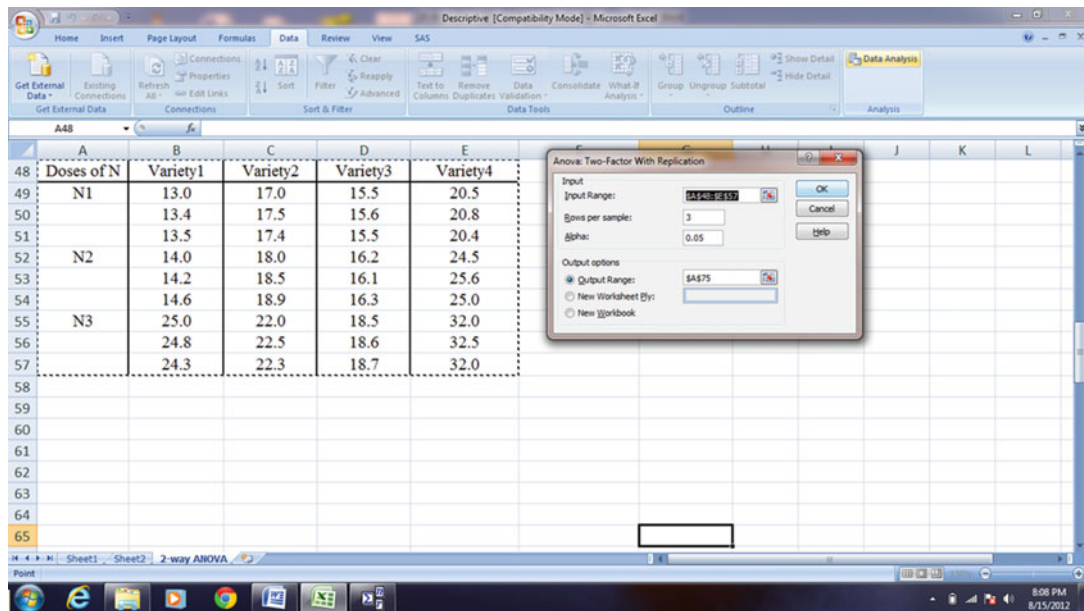 Descriptive [Compatibility Mode] - Microsoft Excel
Home Insert Page Layout Formulas Data Review View SAS
Get External Data
Existing Connections
Refresh All
Connections
Properties
Edit Links
Sort
Filter
Clear
Reapply
Advanced
Text to Columns
Remove Duplicates
Data Validation
Consolidate
What-If Analysis
Group
Ungroup
Subtotal
Show Detail
Hide Detail
Data Analysis
Get External Data Connections Sort & Filter Data Tools Outline Analysis
A48 fx
A B C D E J K L
48 Doses of N Variety1 Variety2 Variety3 Variety4
49 N1 13.0 17.0 15.5 20.5
50 13.4 17.5 15.6 20.8
51 13.5 17.4 15.5 20.4
52 N2 14.0 18.0 16.2 24.5
53 14.2 18.5 16.1 25.6
54 14.6 18.9 16.3 25.0
55 N3 25.0 22.0 18.5 32.0
56 24.8 22.5 18.6 32.5
57 24.3 22.3 18.7 32.0
58
59
60
61
62
63
64
65
Anova: Two-Factor With Replication
Input
Input Range: $A$48:$E$57
Rows per sample: 3
Alpha: 0.05
Output options
Output Range: $A$75
New Worksheet Ply:
New Workbook
OK
Cancel
Help
Sheet1 Sheet2 2-way ANOVA
Point
8:08 PM
8/15/2012